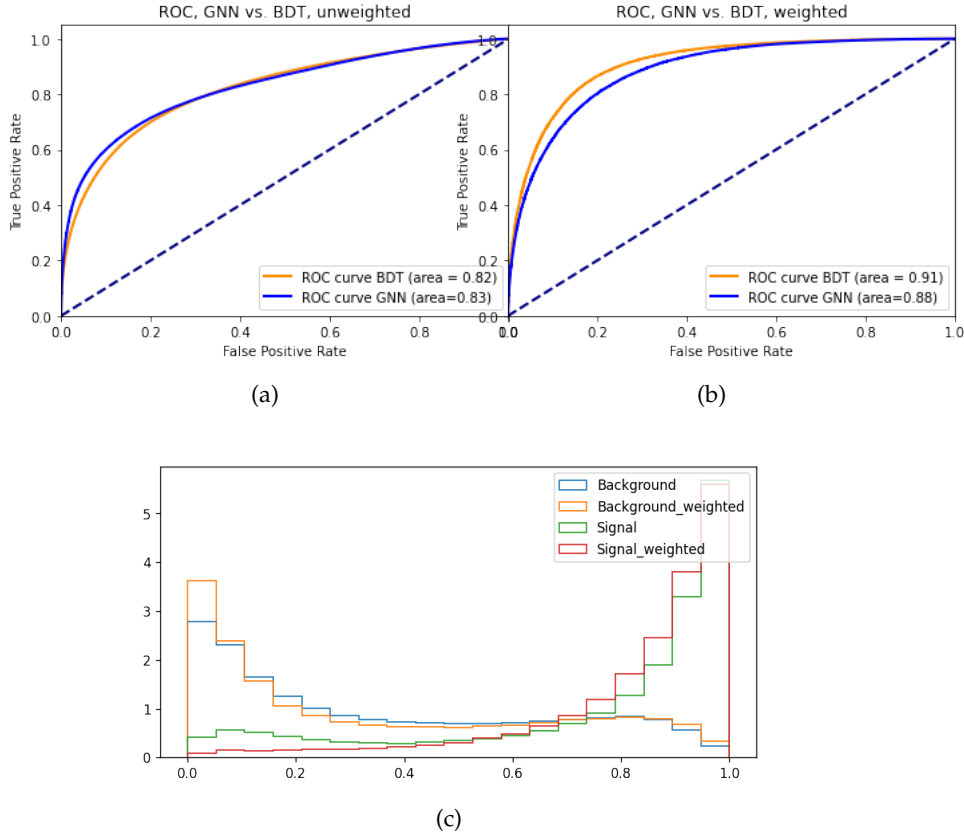 ROC, GNN vs. BDT, unweighted
1.0
0.8
0.6
0.4
0.2
0.0
True Positive Rate
0.0
0.2
0.4
0.6
0.8
False Positive Rate
ROC curve BDT (area = 0.82)
ROC curve GNN (area=0.83)
(a)
ROC, GNN vs. BDT, weighted
1.0
0.8
0.6
0.4
0.2
0.0
True Positive Rate
1.0
0.0
0.2
0.4
0.6
0.8
1.0
False Positive Rate
ROC curve BDT (area = 0.91)
ROC curve GNN (area=0.88)
(b)
5
4
3
2
1
0
0.0
0.2
0.4
0.6
0.8
1.0
Background
Background_weighted
Signal
Signal_weighted
(c)